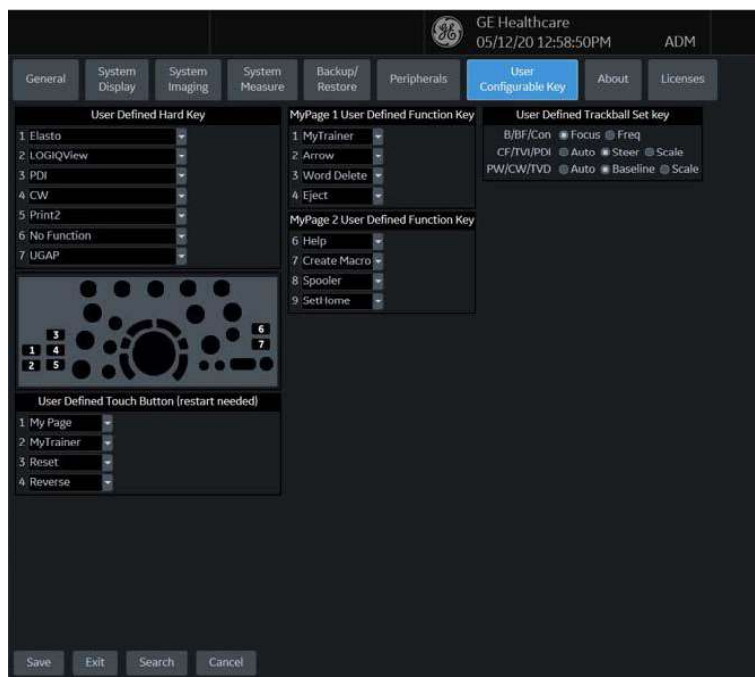 GE Healthcare
05/12/20 12:58:50PM ADM
General
System Display
System Imaging
System Measure
Backup/ Restore
Peripherals
User Configurable Key
About
Licenses
User Defined Hard Key
1 Elasto
2 LOGIQView
3 PDI
4 CW
5 Print2
6 No Function
7 UGAP
3
1 4
2 5
6
7
User Defined Touch Button (restart needed)
1 My Page
2 MyTrainer
3 Reset
4 Reverse
MyPage 1 User Defined Function Key
1 MyTrainer
2 Arrow
3 Word Delete
4 Eject
MyPage 2 User Defined Function Key
6 Help
7 Create Macro
8 Spooler
9 SetHome
User Defined Trackball Set key
B/BF/Con Focus Freq
CF/TVI/PDI Auto Steer Scale
PW/CW/TVD Auto Baseline Scale
Save Exit Search Cancel